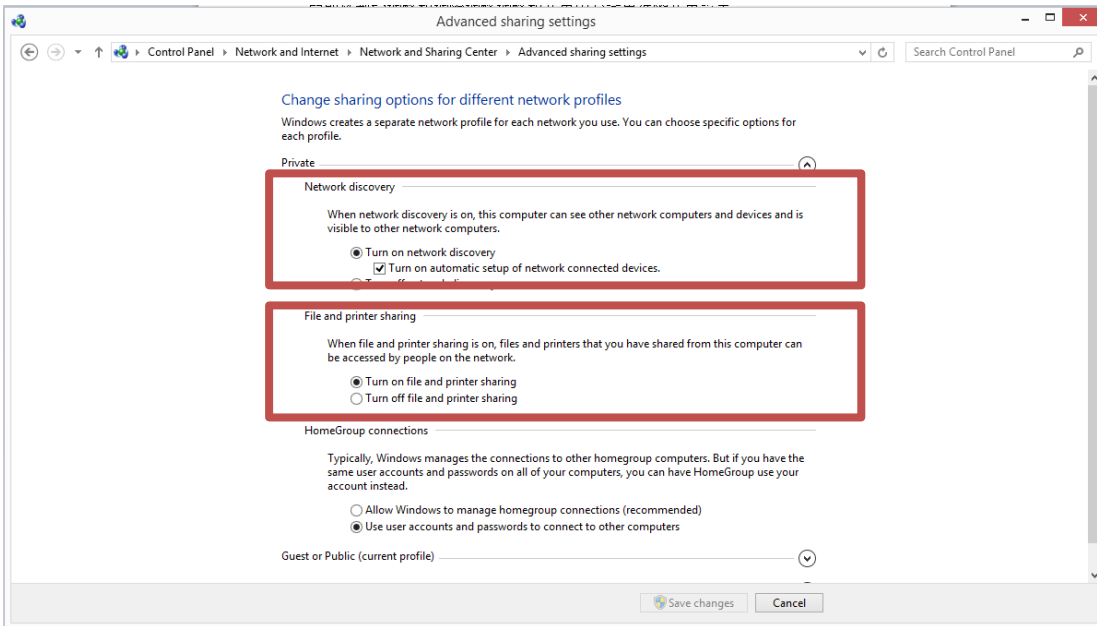 Advanced sharing settings
Control Panel Network and Internet Network and Sharing Center Advanced sharing settings
Search Control Panel
Change sharing options for different network profiles
Windows creates a separate network profile for each network you use. You can choose specific options for
each profile.
Private
Network discovery
When network discovery is on, this computer can see other network computers and devices and is
visible to other network computers.
Turn on network discovery
Turn on automatic setup of network connected devices.
File and printer sharing
When file and printer sharing is on, files and printers that you have shared from this computer can
be accessed by people on the network.
Turn on file and printer sharing
Turn off file and printer sharing
HomeGroup connections
Typically, Windows manages the connections to other homegroup computers. But if you have the
same user accounts and passwords on all of your computers, you can have HomeGroup use your
account instead.
Allow Windows to manage homegroup connections (recommended)
Use user accounts and passwords to connect to other computers
Guest or Public (current profile)
Save changes
Cancel